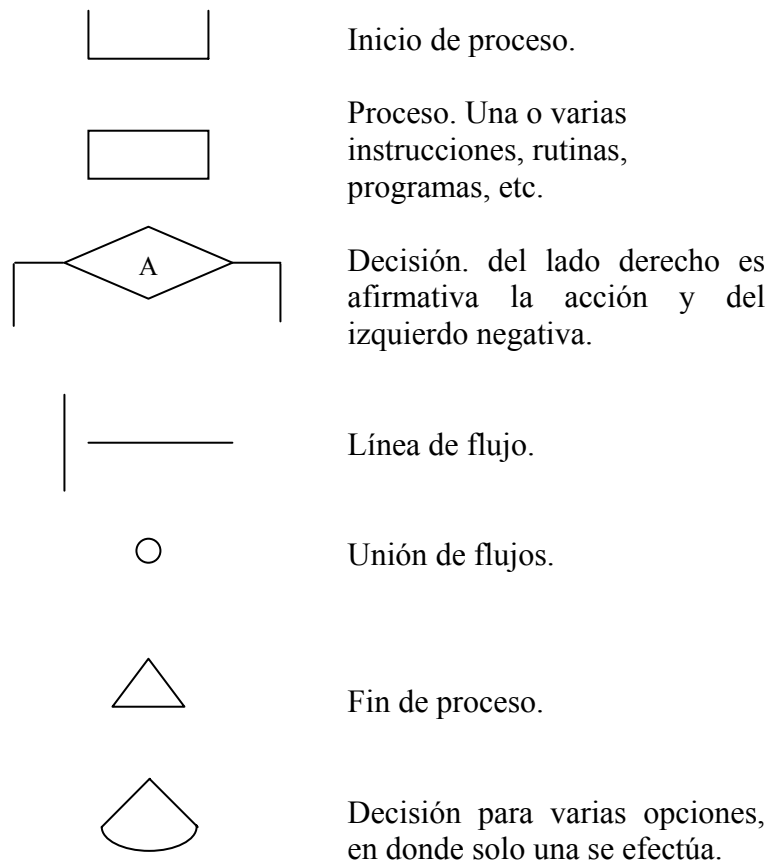 Inicio de proceso.
Proceso. Una o varias
instrucciones, rutinas,
programas, etc.
A
Decisión. del lado derecho es
afirmativa la acción y del
izquierdo negativa.
Línea de flujo.
Unión de flujos.
Fin de proceso.
Decisión para varias opciones,
en donde solo una se efectúa.